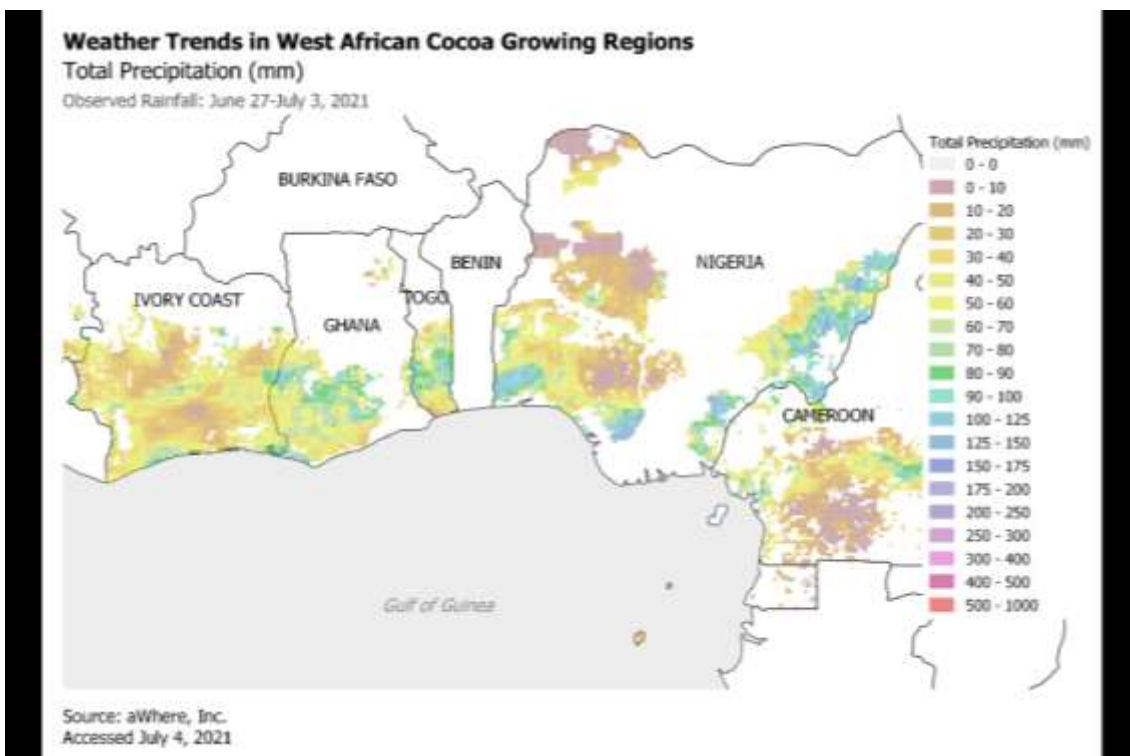 Weather Trends in West African Cocoa Growing Regions
Total Precipitation (mm)
Observed Rainfall: June 27-July 3, 2021
BURKINA FASO
BENIN
NIGERIA
IVORY COAST
TOGO
GHANA
CAMEROON
Gulf of Guinea
Total Precipitation (mm)
0 - 0
0 - 10
10 - 20
20 - 30
30 - 40
40 - 50
50 - 60
60 - 70
70 - 80
80 - 90
90 - 100
100 - 125
125 - 150
150 - 175
175 - 200
200 - 250
250 - 300
300 - 400
400 - 500
500 - 1000
Source: aWhere, Inc.
Accessed July 4, 2021